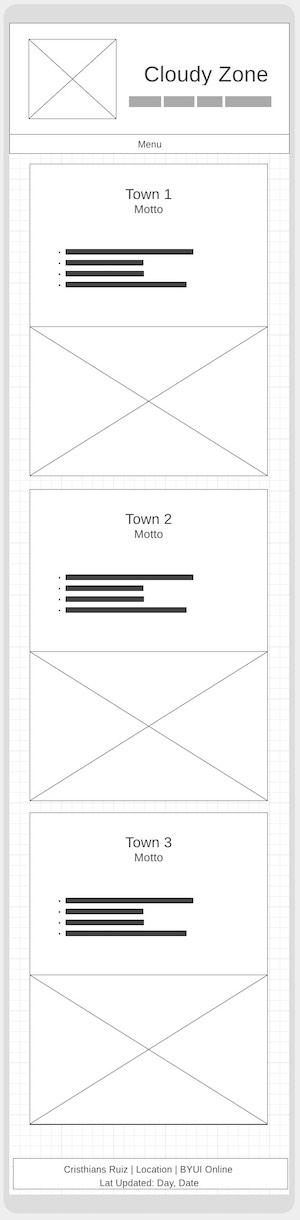 Cloudy Zone
Menu
Town 1
Motto
Town 2
Motto
Town 3
Motto
Cristhians Ruiz | Location | BYUI Online
Lat Updated: Day, Date